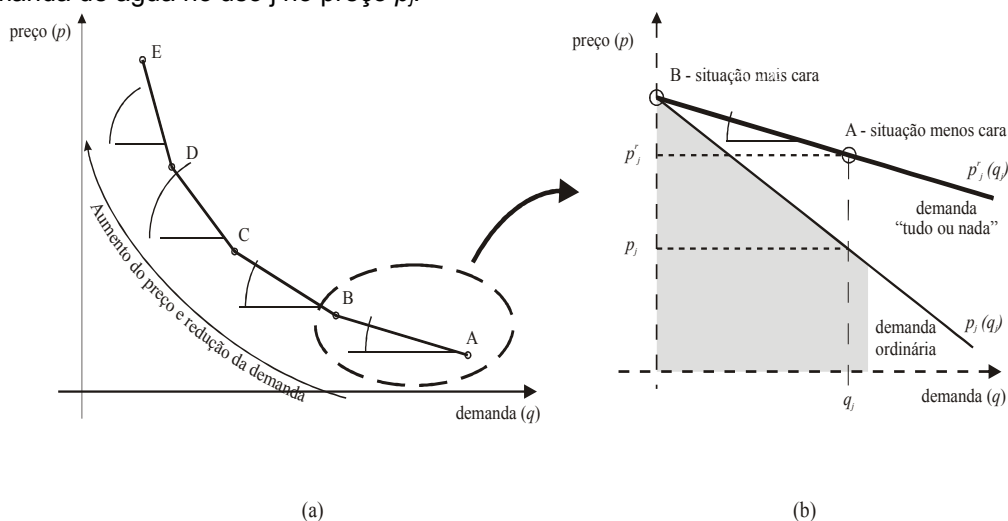 manda de água no uso j no preço pj.
preço (p)
E
D
C
B
A
Aumento do preço e redução da demanda
demanda (q)
(a)
preço (p)
B - situação mais cara
A - situação menos cara
p^r_j
p^r_j (q_j)
demanda
“tudo ou nada”
p_j
p_j (q_j)
demanda
ordinária
q_j
demanda (q)
(b)